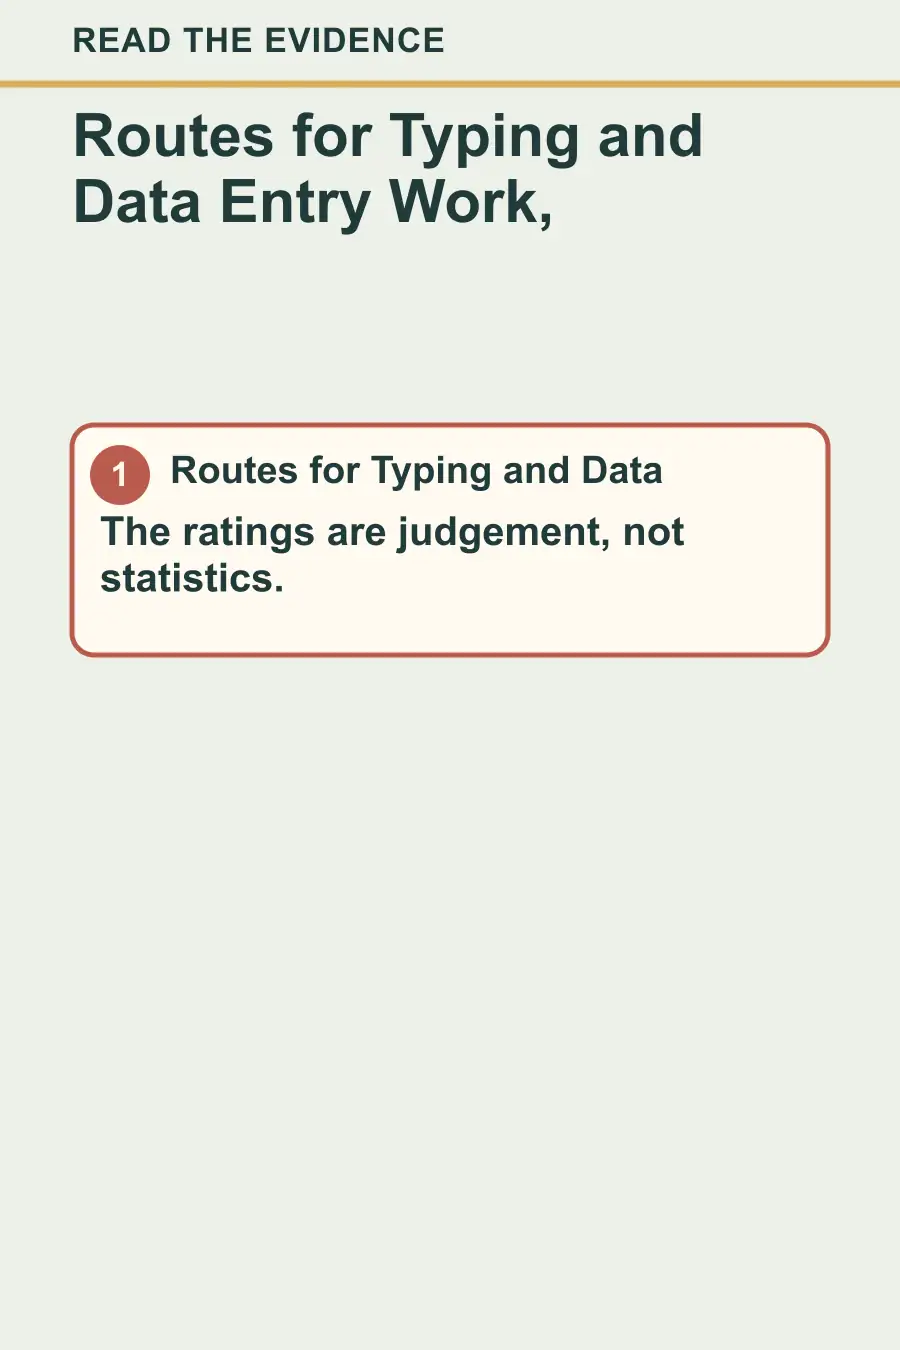 READ THE EVIDENCE
Routes for Typing and
Data Entry Work,
1 Routes for Typing and Data
The ratings are judgement, not
statistics.